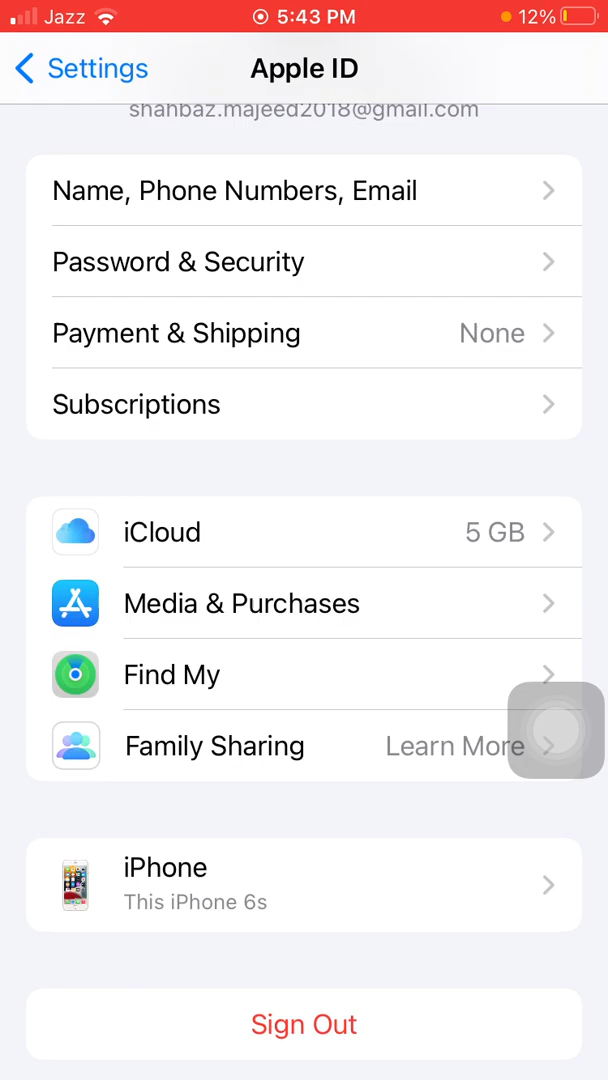 Jazz 5:43 PM 12%
Settings Apple ID
shahbaz.majeed2018@gmail.com
Name, Phone Numbers, Email
Password & Security
Payment & Shipping None
Subscriptions
iCloud 5 GB
Media & Purchases
Find My
Family Sharing Learn More
iPhone
This iPhone 6s
Sign Out